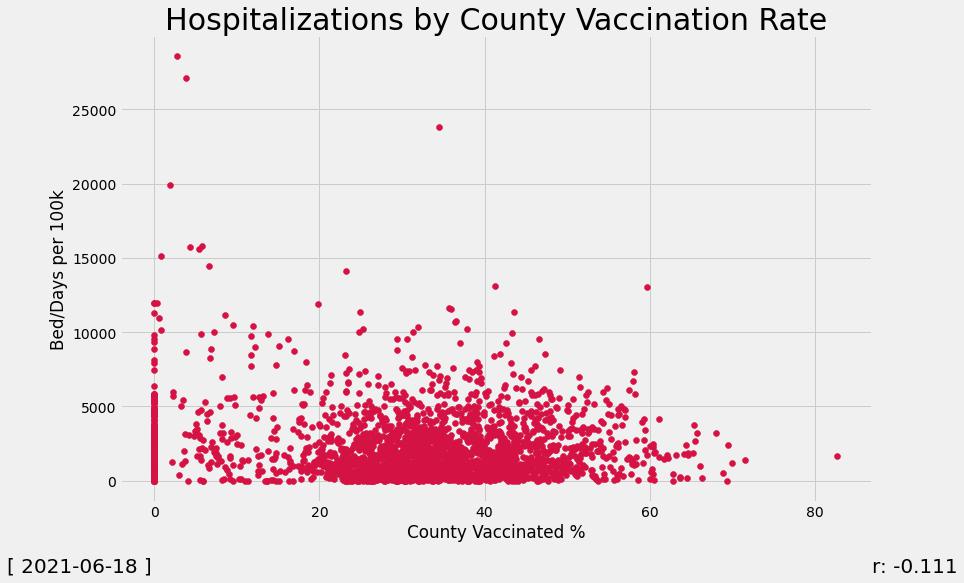 Hospitalizations by County Vaccination Rate
Bed/Days per 100k
25000
20000
15000
10000
5000
0
0 20 40 60 80
County Vaccinated %
[ 2021-06-18 ] r: -0.111